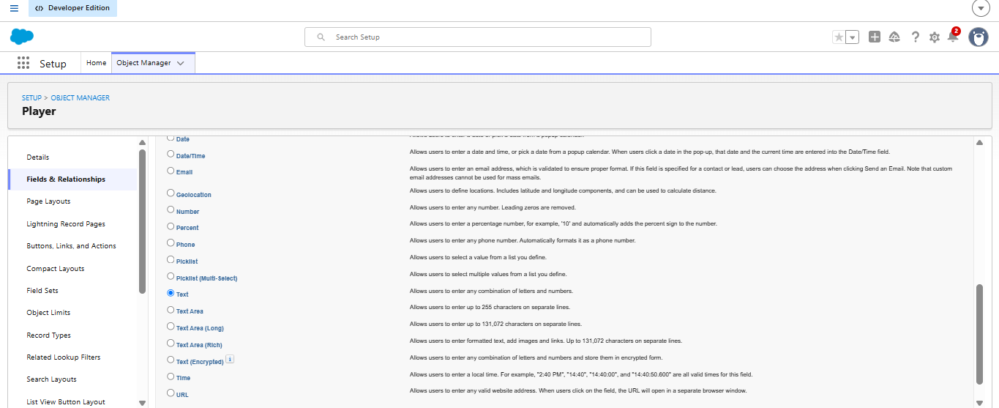 Developer Edition
Search Setup
2
Setup
Home
Object Manager
SETUP > OBJECT MANAGER
Player
Details
Fields & Relationships
Page Layouts
Lightning Record Pages
Buttons, Links, and Actions
Compact Layouts
Field Sets
Object Limits
Record Types
Related Lookup Filters
Search Layouts
List View Button Layout
Date
Date/Time
Allows users to enter a date and time, or pick a date from a popup calendar. When users click a date in the pop-up, that date and the current time are entered into the Date/Time field.
Email
Allows users to enter an email address, which is validated to ensure proper format. If this field is specified for a contact or lead, users can choose the address when clicking Send an Email. Note that custom
email addresses cannot be used for mass emails.
Geolocation
Allows users to define locations. Includes latitude and longitude components, and can be used to calculate distance.
Number
Allows users to enter any number. Leading zeros are removed.
Percent
Allows users to enter a percentage number, for example, '10' and automatically adds the percent sign to the number.
Phone
Allows users to enter any phone number. Automatically formats it as a phone number.
Picklist
Allows users to select a value from a list you define.
Picklist (Multi-Select)
Allows users to select multiple values from a list you define.
Text
Allows users to enter any combination of letters and numbers.
Text Area
Allows users to enter up to 255 characters on separate lines.
Text Area (Long)
Allows users to enter up to 131,072 characters on separate lines.
Text Area (Rich)
Allows users to enter formatted text, add images and links. Up to 131,072 characters on separate lines.
Text (Encrypted) i
Allows users to enter any combination of letters and numbers and store them in encrypted form.
Time
Allows users to enter a local time. For example, "2:40 PM", "14:40", "14:40:00", and "14:40:50.600" are all valid times for this field.
URL
Allows users to enter any valid website address. When users click on the field, the URL will open in a separate browser window.